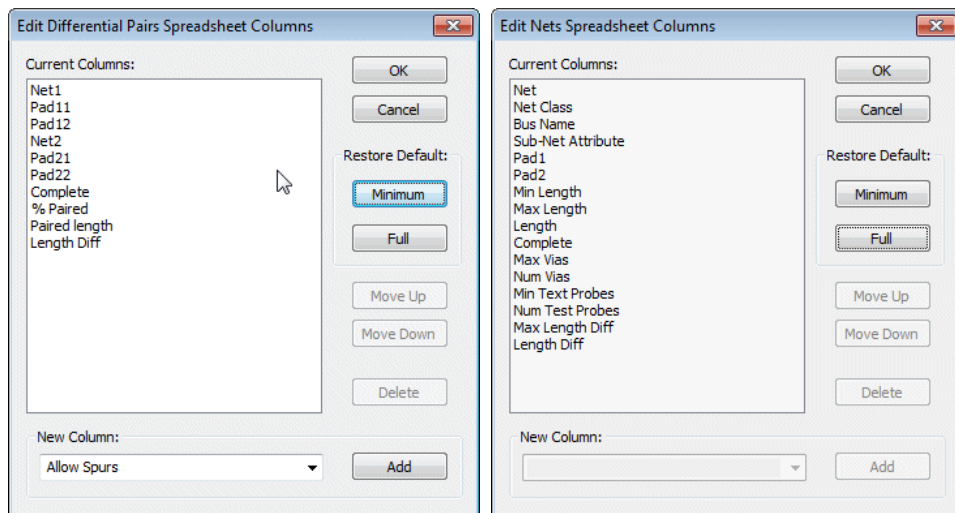 Edit Differential Pairs Spreadsheet Columns
Current Columns:
Net1
Pad11
Pad12
Net2
Pad21
Pad22
Complete
% Paired
Paired length
Length Diff
OK
Cancel
Restore Default:
Minimum
Full
Move Up
Move Down
Delete
New Column:
Allow Spurs
Add
Edit Nets Spreadsheet Columns
Current Columns:
Net
Net Class
Bus Name
Sub-Net Attribute
Pad1
Pad2
Min Length
Max Length
Length
Complete
Max Vias
Num Vias
Min Text Probes
Num Test Probes
Max Length Diff
Length Diff
OK
Cancel
Restore Default:
Minimum
Full
Move Up
Move Down
Delete
New Column:
Add